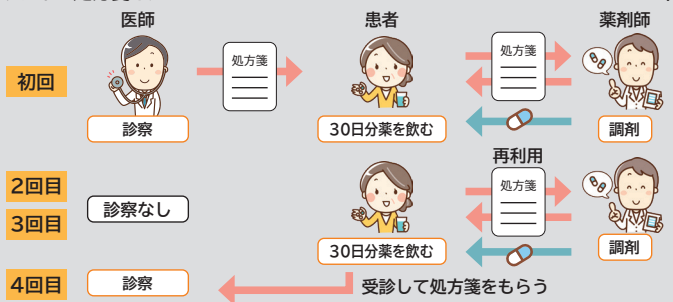 医師
患者
薬剤師
初回
処方箋
処方箋
診察
30日分薬を飲む
調剤
再利用
2回目
3回目
診察なし
処方箋
30日分薬を飲む
調剤
4回目
診察
受診して処方箋をもらう